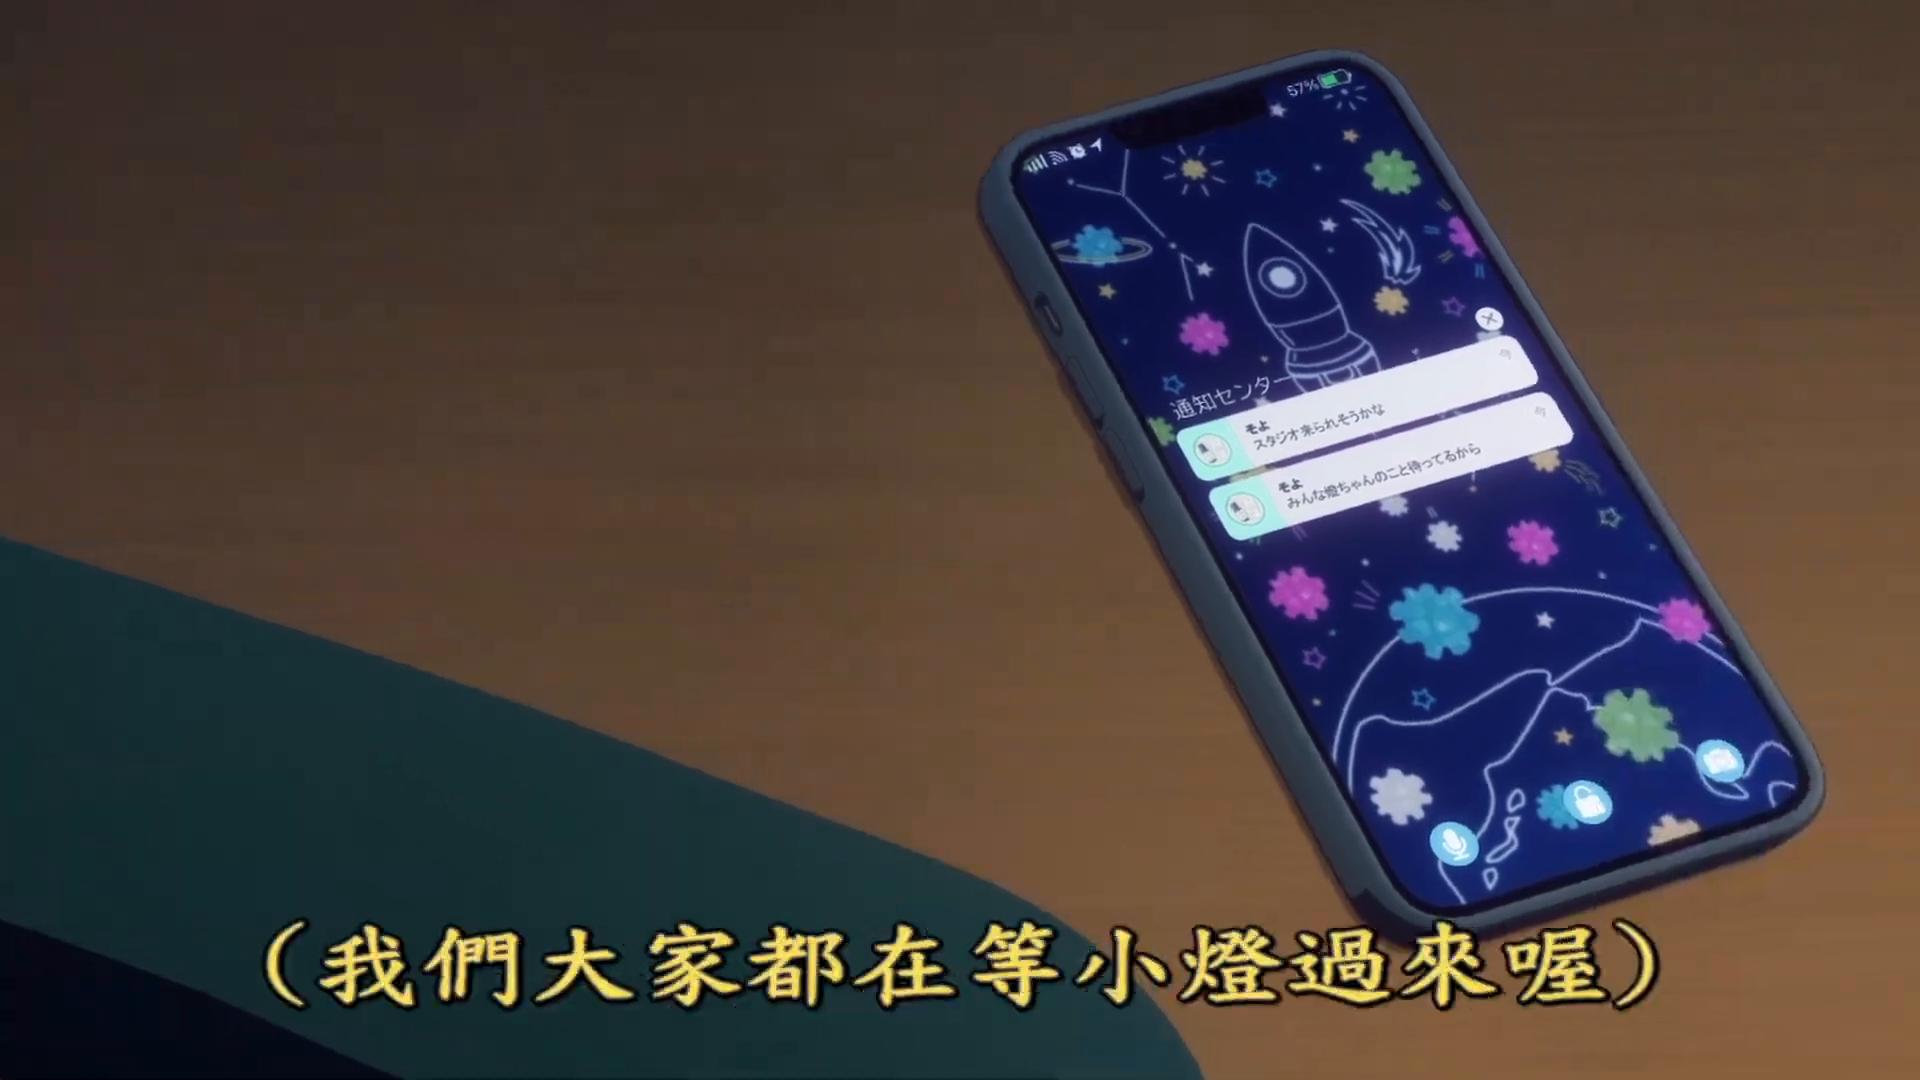 57%
通知センター
今
そよ
スタジオ来られそうかな
今
そよ
みんな燈ちゃんのこと待ってるから
（我們大家都在等小燈過來喔）